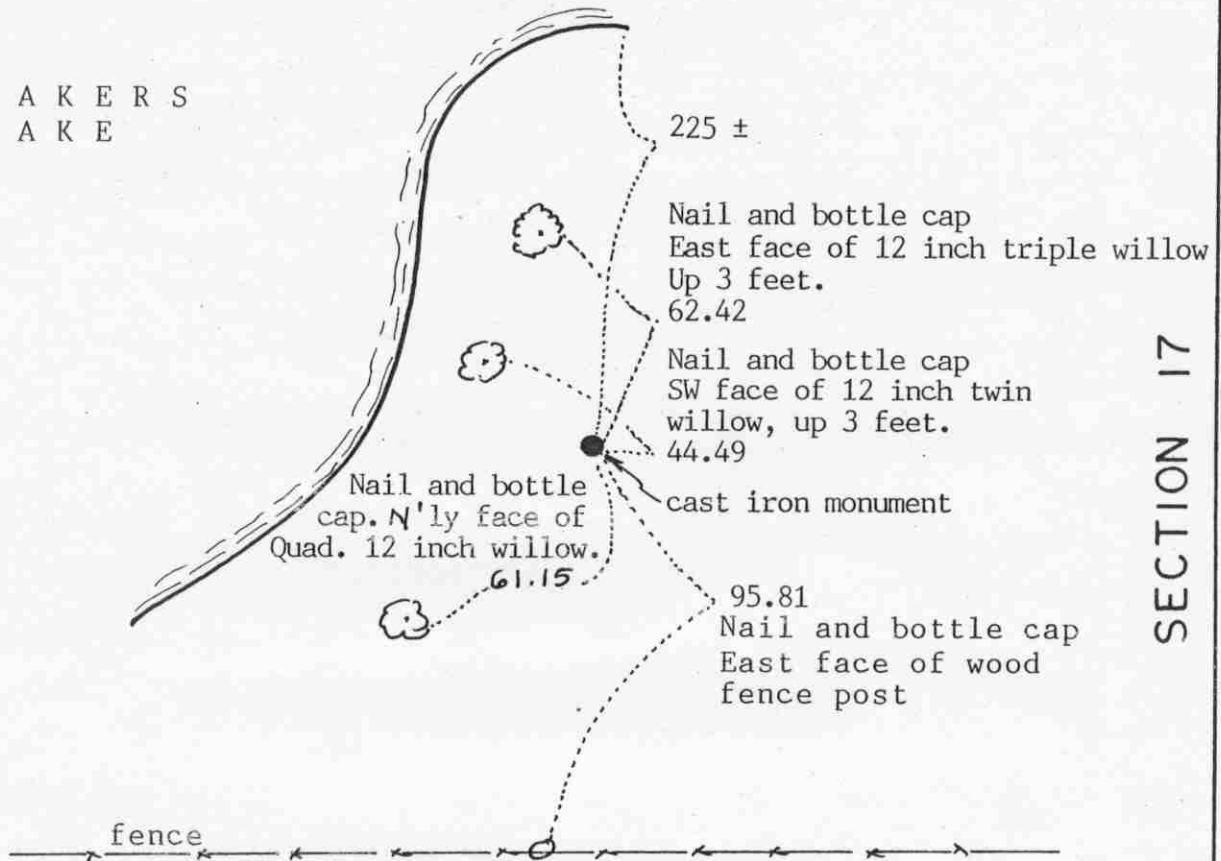 A K E R S
A K E
225 ±
Nail and bottle cap
East face of 12 inch triple willow
Up 3 feet.
62.42
Nail and bottle cap
SW face of 12 inch twin
willow, up 3 feet.
44.49
cast iron monument
Nail and bottle
cap. N'ly face of
Quad. 12 inch willow.
61.15
95.81
Nail and bottle cap
East face of wood
fence post
fence
SECTION 17